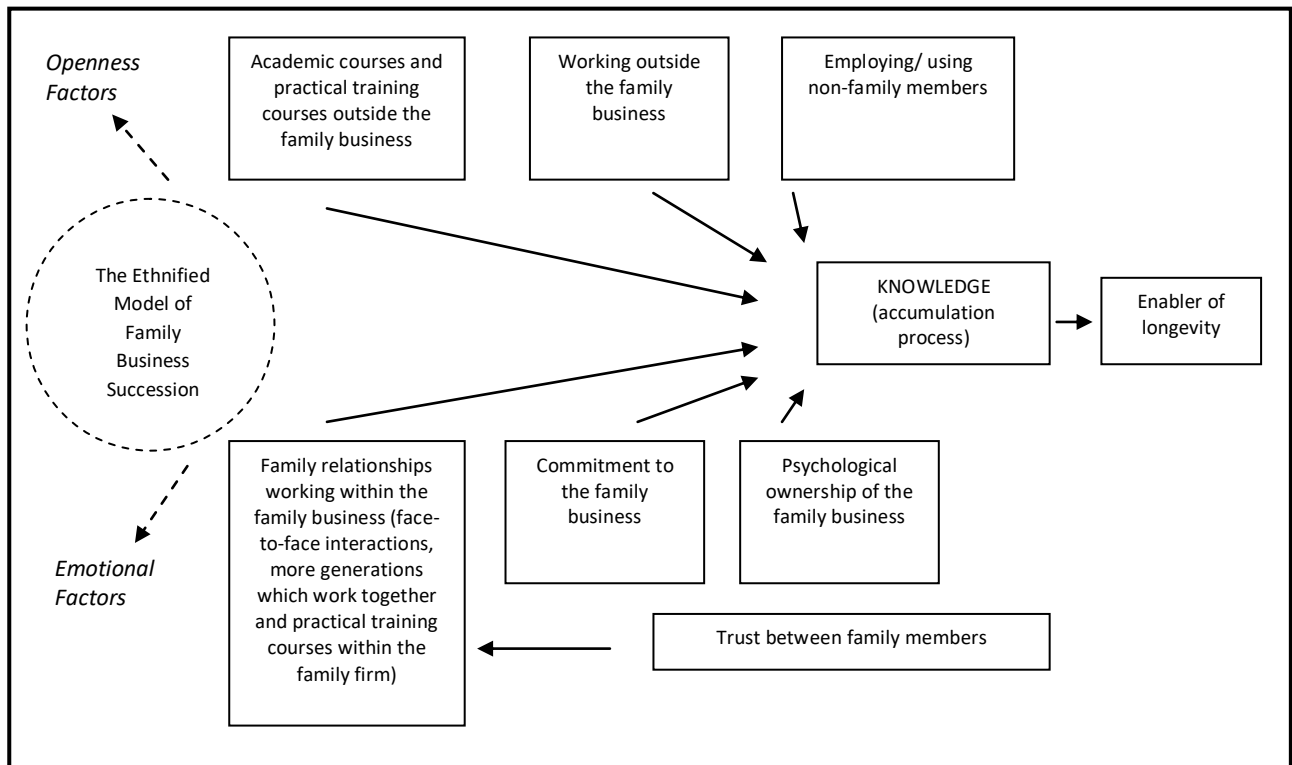 Openness
Factors
Academic courses and
practical training
courses outside the
family business
Working outside
the family
business
Employing/ using
non-family members
The Ethnified
Model of
Family
Business
Succession
KNOWLEDGE
(accumulation
process)
Enabler of
longevity
Emotional
Factors
Family relationships
working within the
family business (face-
to-face interactions,
more generations
which work together
and practical training
courses within the
family firm)
Commitment to
the family
business
Psychological
ownership of the
family business
Trust between family members